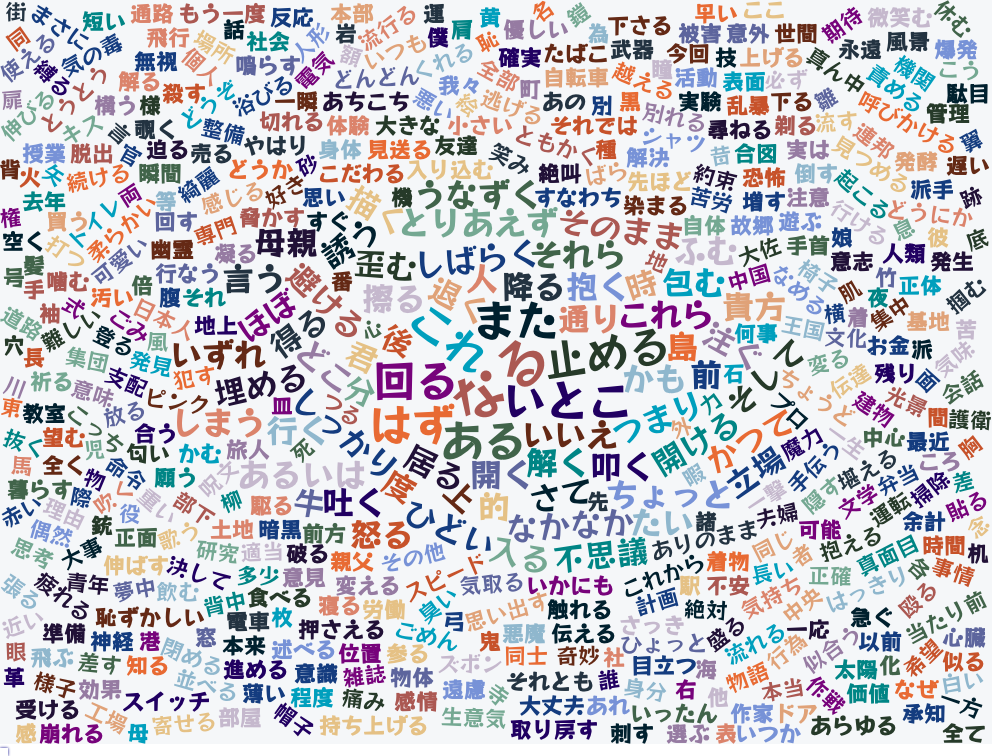 街 まさに 短い 通路 もう一度 反応 本部 運 黄 名 鎧 下さる 早い ここ 期待 微笑む 休む
同 の 毒 飛行 場所 話 社会 人形 岩 額 流行る 僕 肩 恥 優しい 為 被害 意外 世間 永遠 風景 爆発
使える 縛る 気 無視 個人 鳴らす 電気 いつも くれる 確実 たばこ 武器 今回 技 上げる 真ん中 機関 こう
扉 うとう 解る 殺す どうぞ 浴びる どんどん 我々 全部 町 自転車 越える 瞳 活動 表面 必ず 責める 駄目
伸びる と キス 構う 様 一瞬 あちこち 悪い 逃げる あの 別 黒 別れる 実験 乱暴 下る 離 呼びかける 管理
言 覗く 整備 切れる 体験 大きな 小さい それでは シャツ 尋ねる 剃る 流す 連邦 翼
授業 脱出 官 迫る 売る やはり 身体 見送る 友達 ともかく 種 解決 昔 合図 実は 見つめる 発酵 遅い
背 火 冬 続ける 瞬間 綺麗 どうか 砂 こだわる 入り込む 笑み 絶叫 ばら 先ほど 約束 恐怖 倒す 起こる 派手 跡
去年 トイレ 両 等 感じる 好き 思い 描く 機 うなずく すなわち 染まる 苦労 増す 注意 行ける どうにか
権 買う 柔らかい 回す 専門 脅かす すぐ 誘う とりあえず そのまま 自体 故郷 遊ぶ 息 彼 底
空く 打つ 可愛い 幽霊 凝る 母親 歪む しばらく それら 地 ふむ 大佐 手首 娘 意志 人類 発生
号 髪 手 噛む 倍 行なう 言う 避ける 番 擦る 退く 人 降る 抱く 時 包む 中国 なめる 椅子 肌 竹 正体 掴む
袖 式 汚い 腹 それ ほぼ 心 後 これ また 通り これら 貴方 横 着 夜 集中
道路 難しい ごみ 日本人 地上 得る 注ぐ 何事 王国 文化 基地 苦
穴 長 登る 風 いずれ どこ 君 る 止める 島 て 変る お金 派 気味
集団 発見 犯す 埋める 分 回る な いとこ かも 前 石 そし ちょうど 伝達 残り 画 会話
川 祈る 意味 支配 ピンク 皿 つる はず つまり 力 プロ 建物 光景
東 教室 こっち 放る しまう 行く しっかり ある いいえ 外 開ける かつて 一生 間 護衛
抜く 望む 児 合う 匂い かむ 旅人 死 居る 開く 解く 叩く 暇 立場 魔力 手伝う 中心 最近 胸
馬 全く 物 命令 願う 呪文 あるいは 度 上 さて 先 ちょっと 一撃 隠す 堪える ころ
暮らす 際 吹く 重い 部下 柳 駆る 牛 吐く ひどい 的 なかなか たい 諸 夫婦 文学 弁当 掃除 差
赤い 理由 銃 役 歌う 土地 暗黒 前方 怒る ありのまま 可能 運転 余計 貼る
偶然 正面 研究 適当 破る 入る 不思議 同じ 者 抱える 真面目 時間 念
思考 大事 伸ばす 決して 親父 その他 スピード これから 着物 長い 正確 舎 事情 机
張る 疲れる 青年 夢中 飲む 多少 意見 変える 気取る いかにも 駅 不安 気持ち 中央 はっきり 殴る
近い 恥ずかしい 背中 食べる 寝る 労働 臭い 思い出す 触れる 計画 絶対 急ぐ 当たり前
準備 神経 港 窓 電車 枚 押さえる ごめん 弓 悪魔 伝える さっき ひょっと 盛る 流れる 行為 一応 以前 心臓
眼 飛ぶ 差す 知る 閉める 本来 述べる 位置 参る 鬼 同士 奇妙 社 目立つ 海 物語 似合う 太陽 化 希望 似る
革 様子 効果 並べる 進める 意識 雑誌 ズボン 物体 それとも 誰 身分 右 他 本当 作戦 価値 なぜ 白い
受ける スイッチ 薄い 程度 痛み 感情 遠慮 寺 大丈夫 あれ いったん 作家 ドア 承知 一方
感 崩れる 工場 母 寄せる 部屋 帽子 持ち上げる 生意気 取り戻す 刺す 選ぶ 表 いつか あらゆる 全て